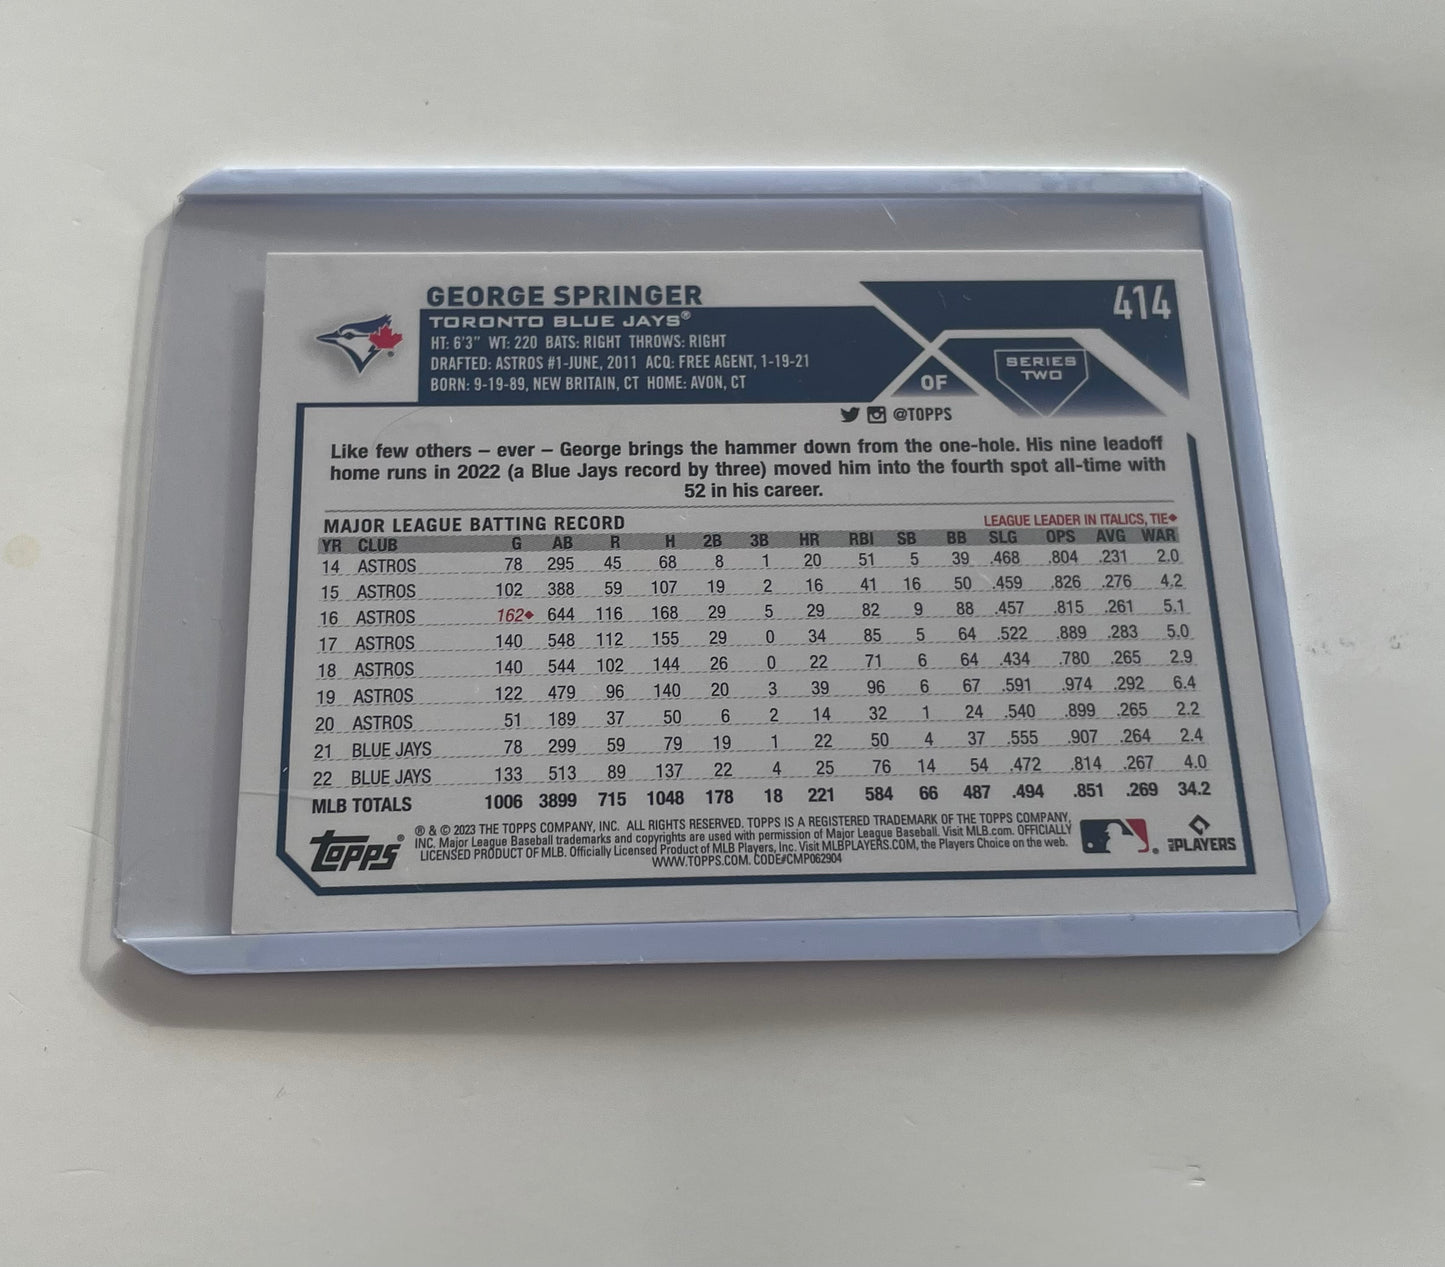 GEORGE SPRINGER
414
TORONTO BLUE JAYS®
HT: 6'3" WT: 220 BATS: RIGHT THROWS: RIGHT
DRAFTED: ASTROS #1-JUNE, 2011 ACQ: FREE AGENT, 1-19-21
BORN: 9-19-89, NEW BRITAIN, CT HOME: AVON, CT
OF
SERIES
TWO
@TOPPS
Like few others – ever – George brings the hammer down from the one-hole. His nine leadoff
home runs in 2022 (a Blue Jays record by three) moved him into the fourth spot all-time with
52 in his career.
MAJOR LEAGUE BATTING RECORD LEAGUE LEADER IN ITALICS, TIE◆
YR CLUB G AB R H 2B 3B HR RBI SB BB SLG OPS AVG WAR
14 ASTROS 78 295 45 68 8 1 20 51 5 39 .468 .804 .231 2.0
15 ASTROS 102 388 59 107 19 2 16 41 16 50 .459 .826 .276 4.2
16 ASTROS 162◆ 644 116 168 29 5 29 82 9 88 .457 .815 .261 5.1
17 ASTROS 140 548 112 155 29 0 34 85 5 64 .522 .889 .283 5.0
18 ASTROS 140 544 102 144 26 0 22 71 6 64 .434 .780 .265 2.9
19 ASTROS 122 479 96 140 20 3 39 96 6 67 .591 .974 .292 6.4
20 ASTROS 51 189 37 50 6 2 14 32 1 24 .540 .899 .265 2.2
21 BLUE JAYS 78 299 59 79 19 1 22 50 4 37 .555 .907 .264 2.4
22 BLUE JAYS 133 513 89 137 22 4 25 76 14 54 .472 .814 .267 4.0
MLB TOTALS 1006 3899 715 1048 178 18 221 584 66 487 .494 .851 .269 34.2
TOPPS®
® & © 2023 THE TOPPS COMPANY, INC. ALL RIGHTS RESERVED. TOPPS IS A REGISTERED TRADEMARK OF THE TOPPS COMPANY,
INC. Major League Baseball trademarks and copyrights are used with permission of Major League Baseball. Visit MLB.com. OFFICIALLY
LICENSED PRODUCT OF MLB. Officially Licensed Product of MLB Players, Inc. Visit MLBPLAYERS.COM, the Players Choice on the web.
WWW.TOPPS.COM. CODE#CMP062904
MLB PLAYERS